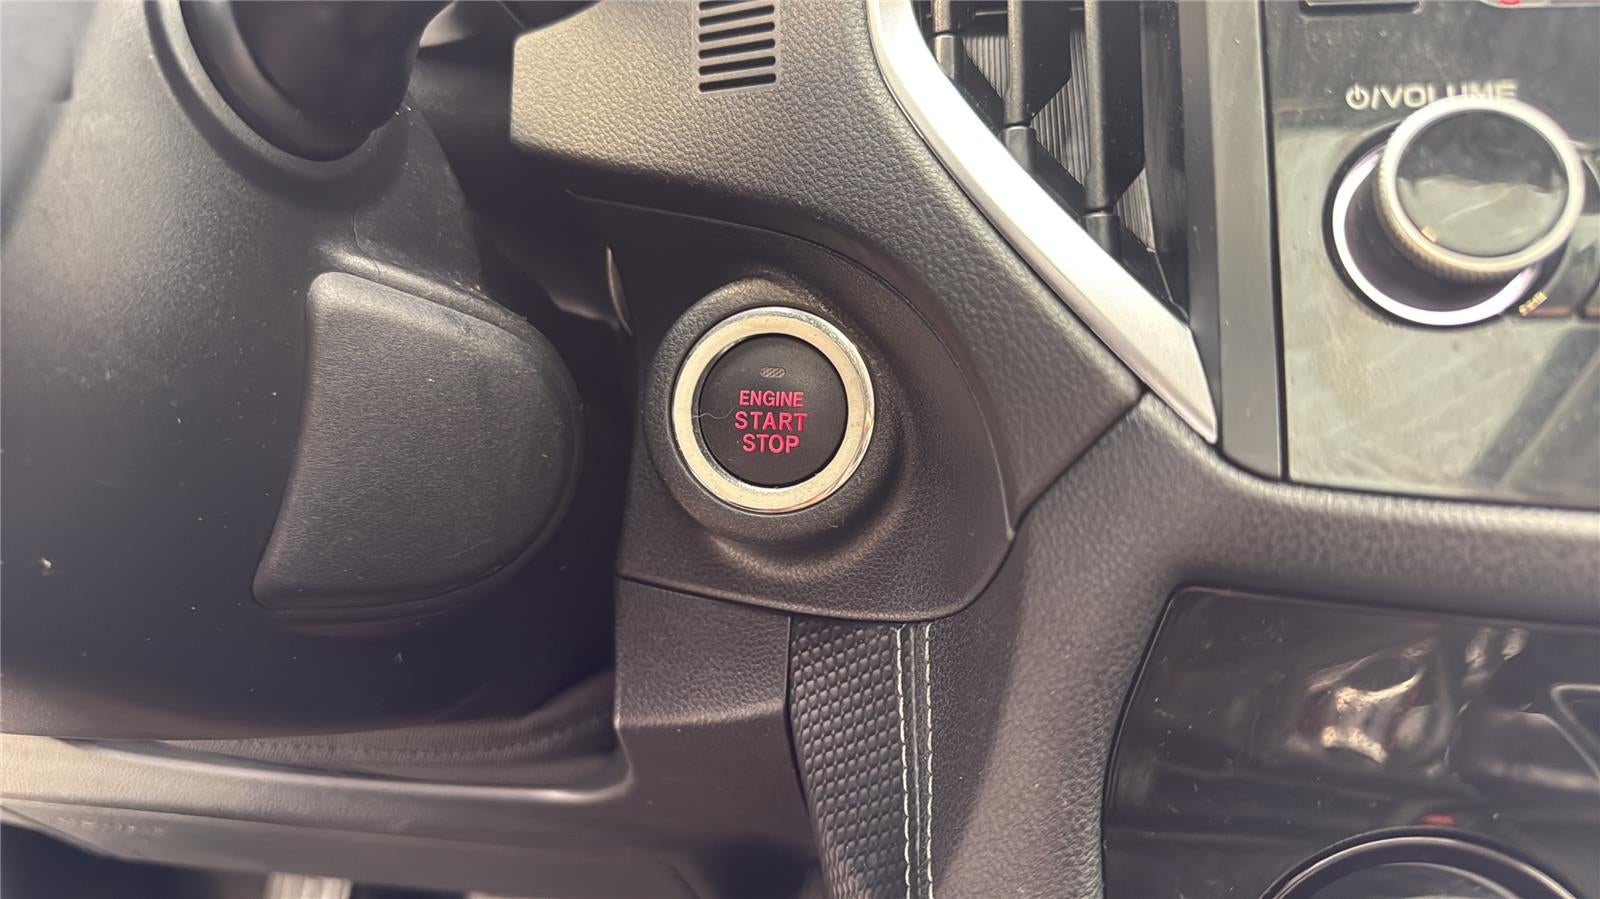 ⏻/VOLUME
ENGINE
START
STOP